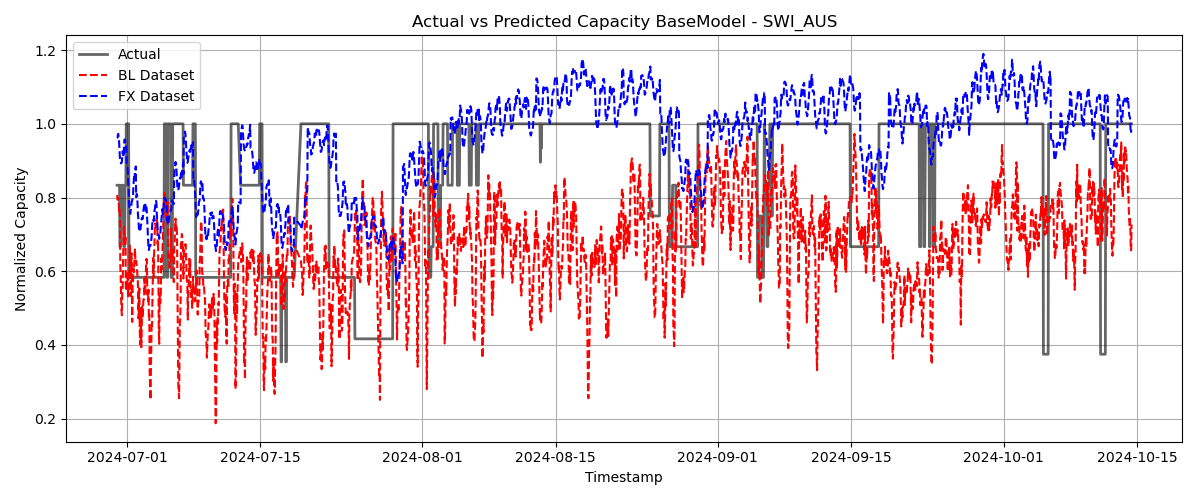 Actual vs Predicted Capacity BaseModel - SWI_AUS
Actual
BL Dataset
FX Dataset
Normalized Capacity
1.2
1.0
0.8
0.6
0.4
0.2
2024-07-01
2024-07-15
2024-08-01
2024-08-15
2024-09-01
2024-09-15
2024-10-01
2024-10-15
Timestamp